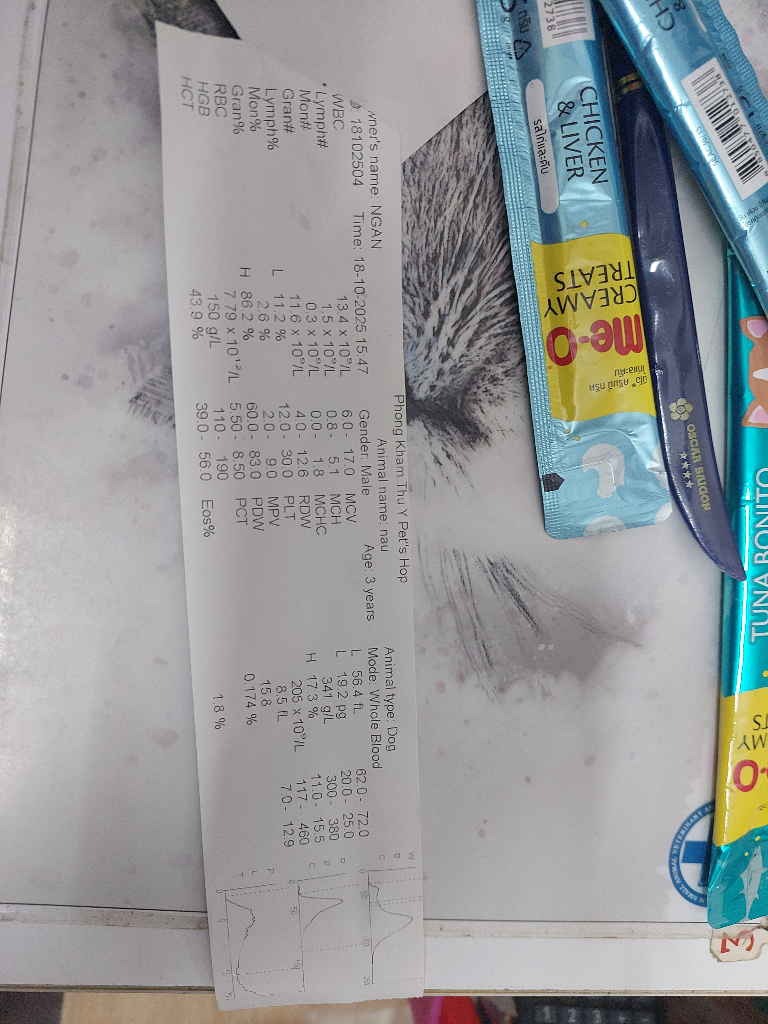 Phong Kham Thu Y Pet"s Hop
wner's name: NGAN Animal name: nau Animal type: Dog
D: 18102504 Time: 18-10-2025 15:47 Gender: Male Age: 3 years Mode: Whole Blood
WBC 13.4 x 10⁹/L 6.0 - 17.0 MCV L 56.4 fL 62.0 - 72.0
* Lymph# 1.5 x 10⁹/L 0.8 - 5.1 MCH L 19.2 pg 20.0 - 25.0
Mon# 0.3 x 10⁹/L 0.0 - 1.8 MCHC 341 g/L 300 - 380
Gran# 11.6 x 10⁹/L 4.0 - 12.6 RDW H 17.3 % 11.0 - 15.5
Lymph% L 11.2 % 12.0 - 30.0 PLT 205 x 10⁹/L 117 - 460
Mon% 2.6 % 2.0 - 9.0 MPV 8.5 fL 7.0 - 12.9
Gran% H 86.2 % 60.0 - 83.0 PDW 15.8
RBC 7.79 x 10¹²/L 5.50 - 8.50 PCT 0.174 %
HGB 150 g/L 110 - 190
HCT 43.9 % 39.0 - 56.0 Eos% 1.8 %
W B C
R B C
P L T
CHICKEN
& LIVER
รสไก่และตับ
CREAMY
TREATS
me-O
มีโอ ครีมมี่ ทรีต
OSCAR SAIGON
TUNA BONITO
me-O
SMALL ANIMAL VETERINARY
3